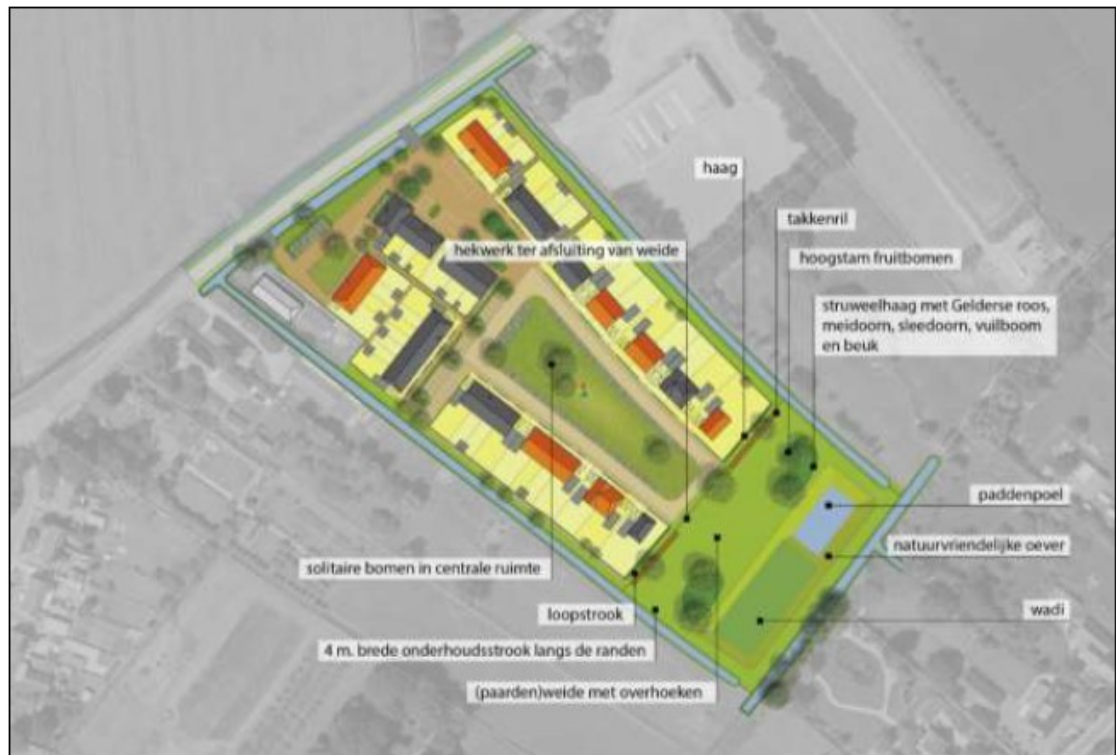 haag
takkenril
hekwerk ter afsluiting van weide
hoogstam fruitbomen
struweelhaag met Gelderse roos,
meidoorn, sleedoorn, vuilboom
en beuk
paddenpoel
natuurvriendelijke oever
solitaire bomen in centrale ruimte
loopstrook
wadi
4 m. brede onderhoudsstrook langs de randen
(paarden)weide met overhoeken